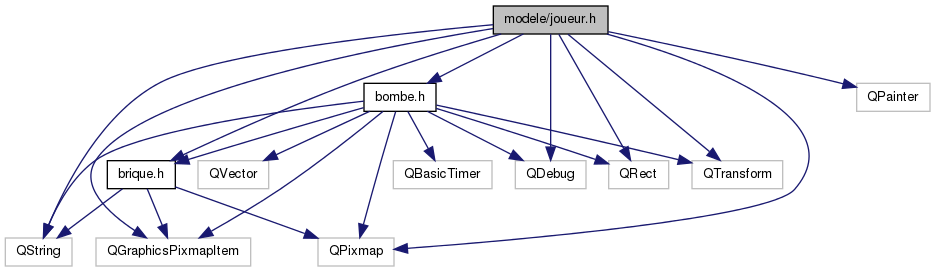 modele/joueur.h
bombe.h
QPainter
brique.h
QVector
QBasicTimer
QDebug
QRect
QTransform
QString
QGraphicsPixmapItem
QPixmap